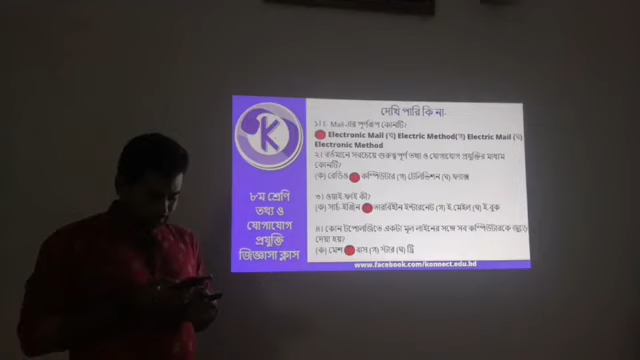 K
৮ম শ্রেণি
তথ্য ও
যোগাযোগ
প্রযুক্তি
জিজ্ঞাসা ক্লাস
দেখি পারি কি না-
১। E- Mail-এর পূর্ণরূপ কোনটি?
Electronic Mail (খ) Electric Method(গ) Electric Mail (ঘ)
Electronic Method
২। বর্তমানে সবচেয়ে গুরুত্বপূর্ণ তথ্য ও যোগাযোগ প্রযুক্তির মাধ্যম
কোনটি?
(ক) রেডিও কম্পিউটার (গ) টেলিভিশন (ঘ) ফ্যাক্স
৩) ওয়াই-ফাই কী?
(ক) সার্চ-ইঞ্জিন তারবিহীন ইন্টারনেট (গ) ই-মেইল (ঘ) ই-বুক
৪। কোন টপোলজিতে একটা মূল লাইনের সঙ্গে সব কম্পিউটারকে জুড়ে
দেয়া হয়?
(ক) মেশ বাস (গ) স্টার (ঘ) ট্রি
www.facebook.com/konnect.edu.bd